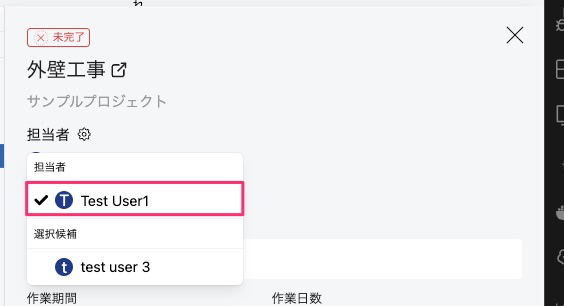 未完了
外壁工事
サンプルプロジェクト
担当者
担当者
T Test User1
選択候補
t test user 3
作業期間 作業日数